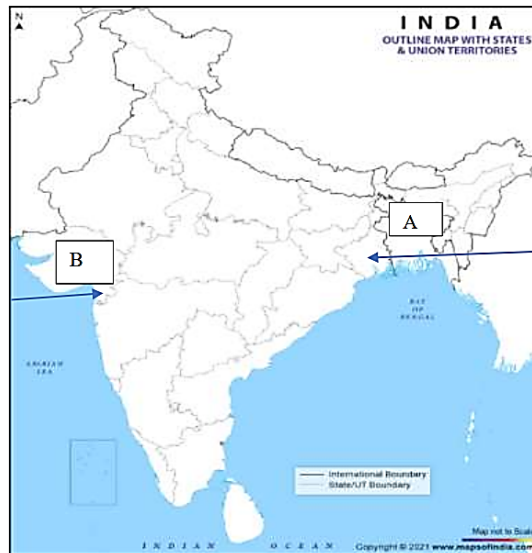 N
INDIA
OUTLINE MAP WITH STATES
& UNION TERRITORIES
A
B
BAY
OF
BENGAL
ARABIAN
SEA
International Boundary
State/UT Boundary
Map not to Scale
INDIAN OCEAN
Copyright © 2021 www.mapsofindia.com